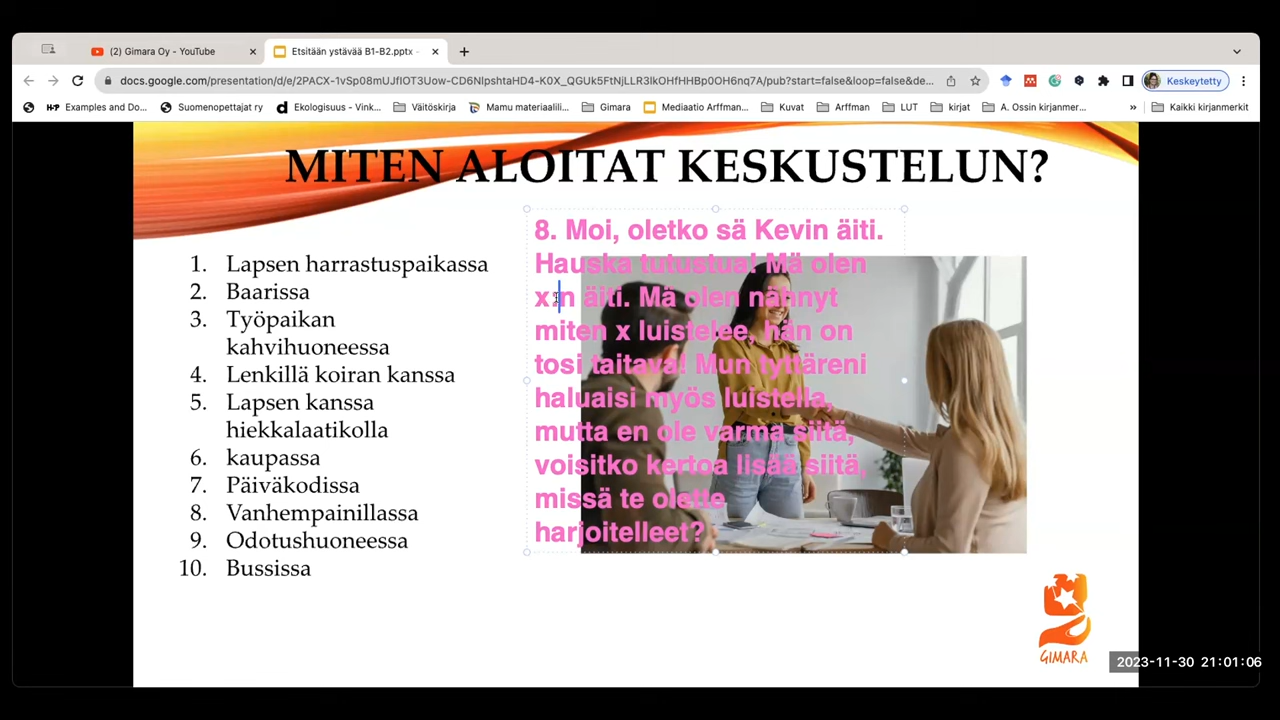 (2) Gimara Oy - YouTube
Etsitään ystävää B1-B2.pptx -
docs.google.com/presentation/d/e/2PACX-1vSp08mUJfIOT3Uow-CD6NlpshtaHD4-K0X_QGUk5FtNjLLR3lkOHfHHBp0OH6nq7A/pub?start=false&loop=false&de...
Keskeytetty
Examples and Do...
Suomenopettajat ry
Ekologisuus - Vink...
Väitöskirja
Mamu materiaalil...
Gimara
Mediaatio Arffman...
Kuvat
Arffman
LUT
kirjat
A. Ossin kirjanmer...
»
Kaikki kirjanmerkit
MITEN ALOITAT KESKUSTELUN?
1. Lapsen harrastuspaikassa
2. Baarissa
3. Työpaikan
kahvihuoneessa
4. Lenkillä koiran kanssa
5. Lapsen kanssa
hiekkalaatikolla
6. kaupassa
7. Päiväkodissa
8. Vanhempainillassa
9. Odotushuoneessa
10. Bussissa
8. Moi, oletko sä Kevin äiti.
Hauska tutustua! Mä olen
x:n äiti. Mä olen nähnyt
miten x luistelee, hän on
tosi taitava! Mun tyttäreni
haluaisi myös luistella,
mutta en ole varma siitä,
voisitko kertoa lisää siitä,
missä te olette
harjoitelleet?
GIMARA
2023-11-30 21:01:06